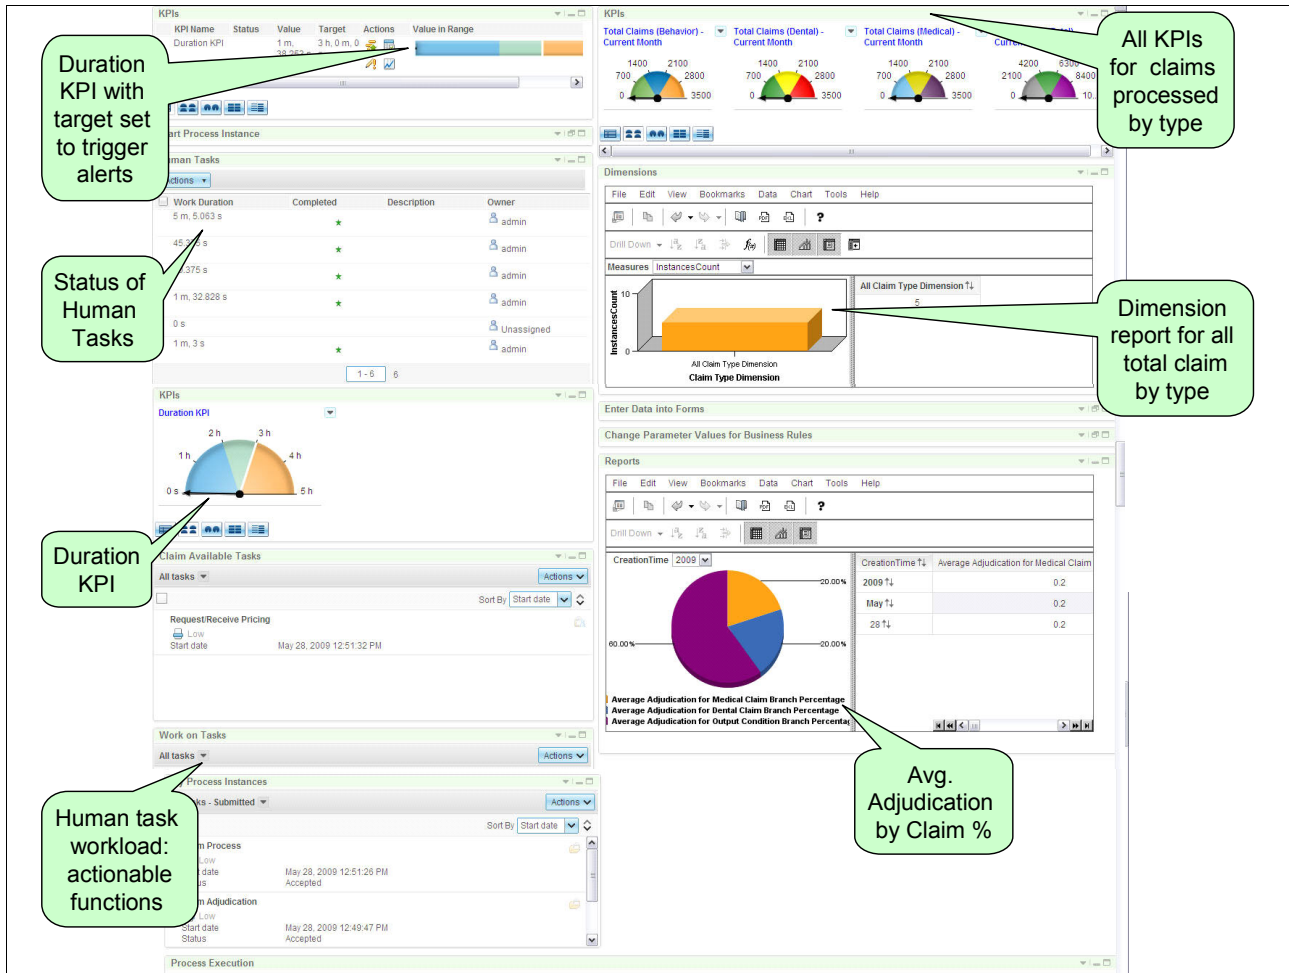 KPIs
KPI Name Status Value Target Actions Value in Range
Duration KPI 1 m, 3 h, 0 m, 0
Duration
KPI with
target set
to trigger
alerts
Process Instance
Human Tasks
Actions
Work Duration Completed Description Owner
5 m, 5.063 s admin
admin
admin
1 m, 32.828 s admin
0 s Unassigned
1 m, 3 s admin
1 - 6 6
Status of
Human
Tasks
KPIs
Duration KPI
2 h 3 h
1 h 4 h
0 s 5 h
Duration
KPI
Claim Available Tasks
All tasks Actions
Sort By Start date
Request/Receive Pricing
Low
Start date May 28, 2009 12:51:32 PM
Work on Tasks
All tasks Actions
Process Instances
- Submitted Actions
Sort By Start date
Process
Low
date May 28, 2009 12:51:26 PM
Accepted
Adjudication
Low
Start date May 28, 2009 12:49:47 PM
Status Accepted
Human task
workload:
actionable
functions
Process Execution
KPIs
Total Claims (Behavior) - Total Claims (Dental) - Total Claims (Medical) -
Current Month Current Month Current Month
1400 2100 1400 2100 1400 2100 4200 6300
700 2800 700 2800 700 2800 2100 8400
0 3500 0 3500 0 3500 0 10...
All KPIs
for claims
processed
by type
Dimensions
File Edit View Bookmarks Data Chart Tools Help
Drill Down
Measures InstancesCount
10
0
InstancesCount
All Claim Type Dimension
Claim Type Dimension
All Claim Type Dimension
5
Dimension
report for all
total claim
by type
Enter Data into Forms
Change Parameter Values for Business Rules
Reports
File Edit View Bookmarks Data Chart Tools Help
Drill Down
CreationTime 2009
20.00%
60.00% 20.00%
Average Adjudication for Medical Claim Branch Percentage
Average Adjudication for Dental Claim Branch Percentage
Average Adjudication for Output Condition Branch Percentag
CreationTime Average Adjudication for Medical Claim
2009 0.2
May 0.2
28 0.2
Avg.
Adjudication
by Claim %